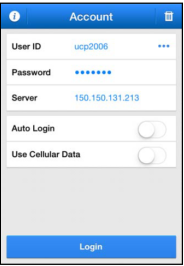 Account
User ID ucp2006 •••
Password •••••••
Server 150.150.131.213
Auto Login
Use Cellular Data
Login